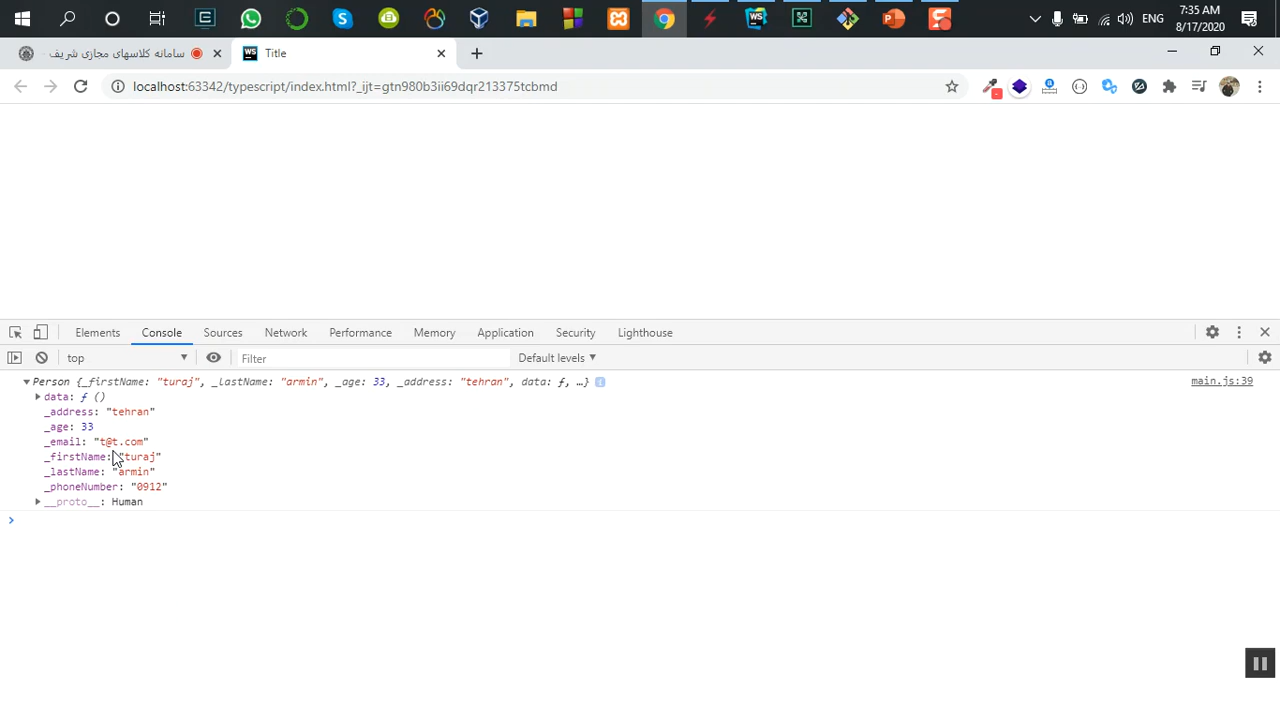 7:35 AM
ENG
8/17/2020
سامانه کلاسهای مجازی شریف
Title
localhost:63342/typescript/index.html?_ijt=gtn980b3ii69dqr213375tcbmd
Elements Console Sources Network Performance Memory Application Security Lighthouse
top Filter Default levels
Person {_firstName: "turaj", _lastName: "armin", _age: 33, _address: "tehran", data: ƒ, …} main.js:39
data: ƒ ()
_address: "tehran"
_age: 33
_email: "t@t.com"
_firstName: "turaj"
_lastName: "armin"
_phoneNumber: "0912"
__proto__: Human